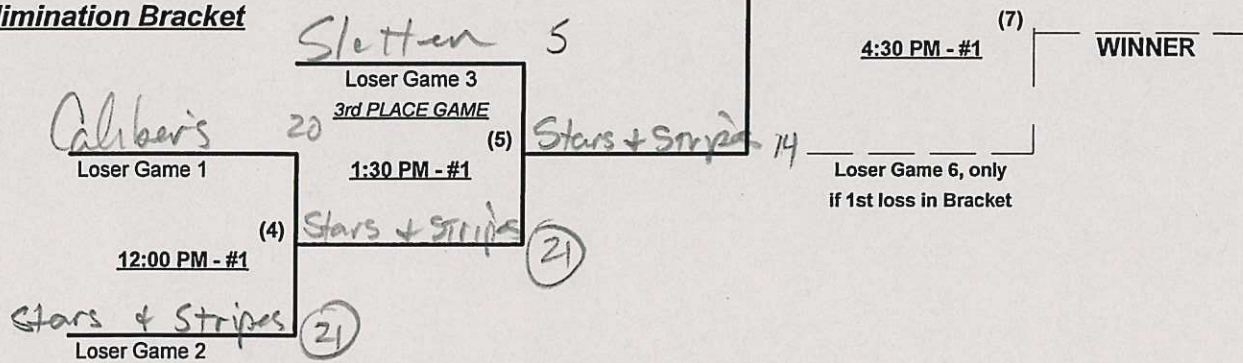 limination Bracket
Sletten 5
Loser Game 3
3rd PLACE GAME
(5)
1:30 PM - #1
Caliber's 20
Loser Game 1
(4)
12:00 PM - #1
Stars & Stripes 21
Loser Game 2
Stars & Stripes 21
Stars & Stripes 14
(7)
4:30 PM - #1
WINNER
Loser Game 6, only
if 1st loss in Bracket